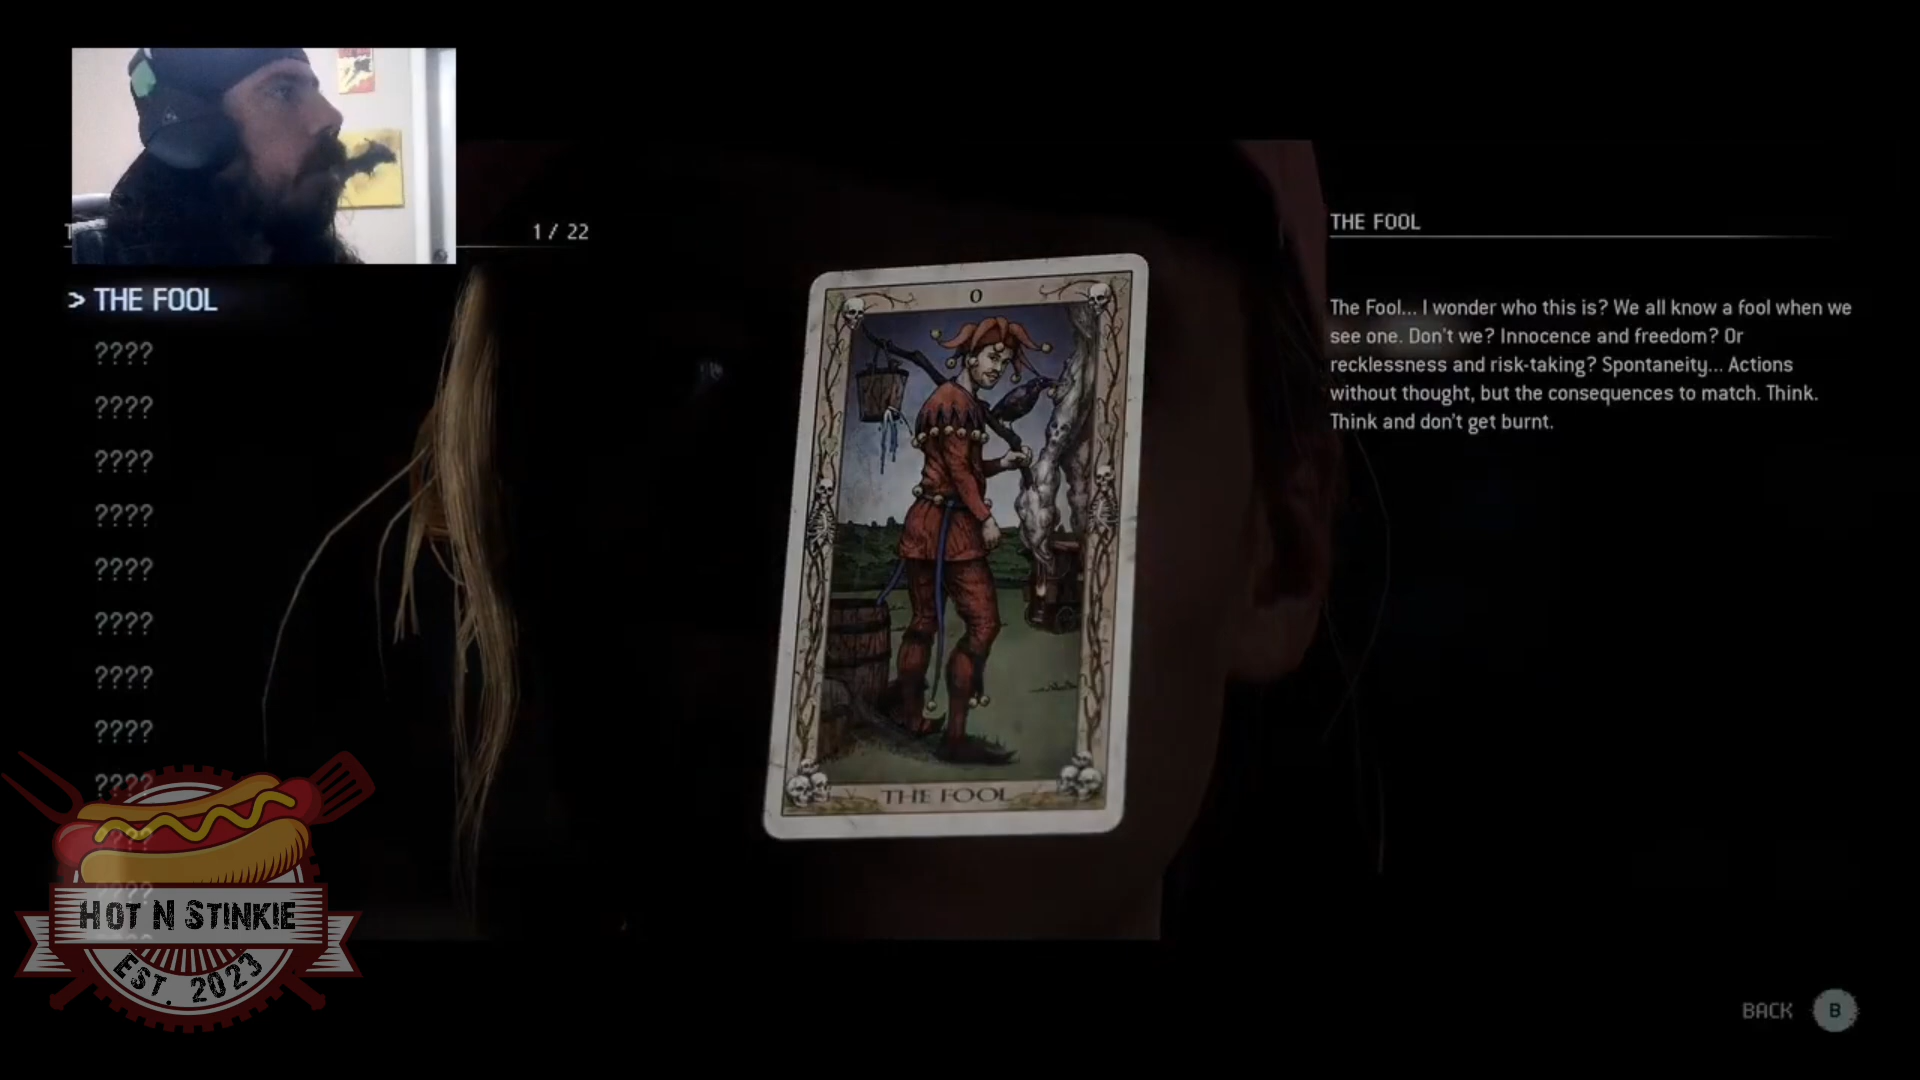 T
1 / 22
> THE FOOL
????
????
????
????
????
????
????
????
????
????
????
0
THE FOOL
THE FOOL
The Fool... I wonder who this is? We all know a fool when we
see one. Don't we? Innocence and freedom? Or
recklessness and risk-taking? Spontaneity... Actions
without thought, but the consequences to match. Think.
Think and don't get burnt.
HOT N STINKIE
EST. 2023
BACK B